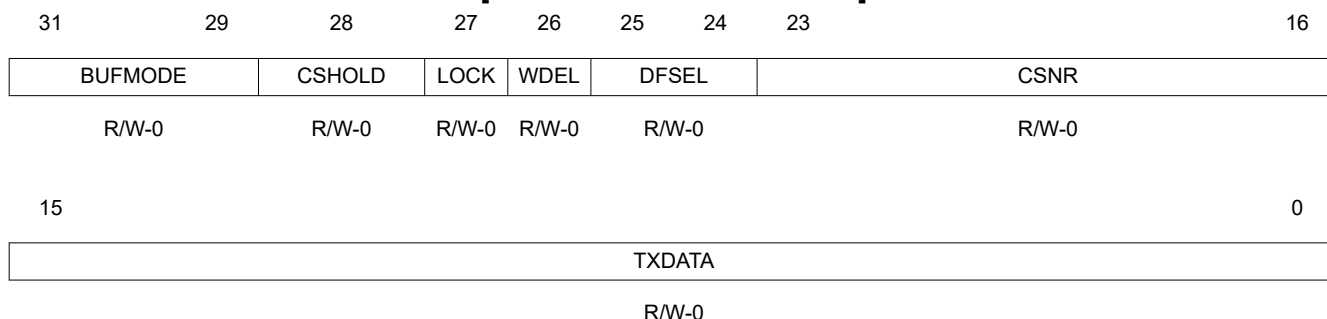 31 29 28 27 26 25 24 23 16
BUFMODE CSHOLD LOCK WDEL DFSEL CSNR
R/W-0 R/W-0 R/W-0 R/W-0 R/W-0 R/W-0
15 0
TXDATA
R/W-0